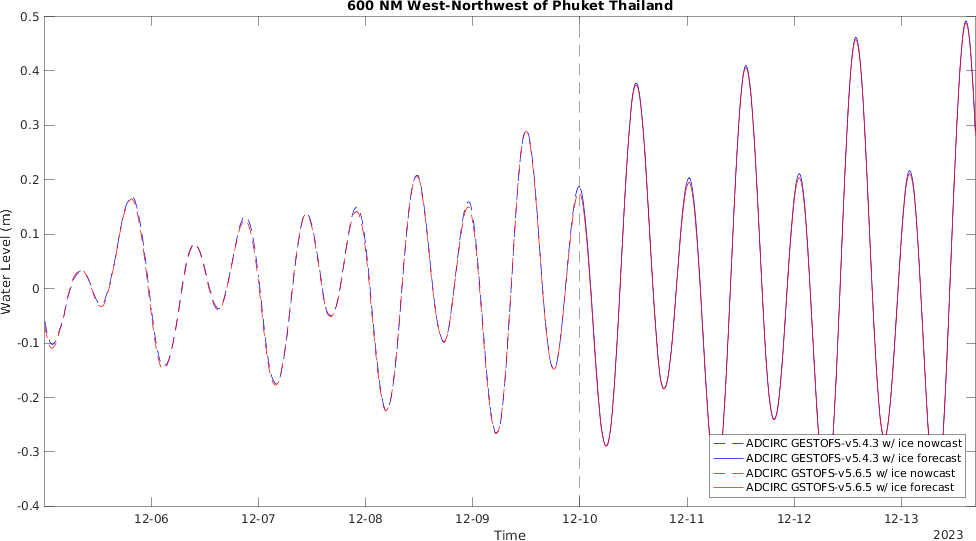 600 NM West-Northwest of Phuket Thailand
0.5
0.4
0.3
0.2
0.1
0
-0.1
-0.2
-0.3
-0.4
Water Level (m)
ADCIRC GESTOFS-v5.4.3 w/ ice nowcast
ADCIRC GESTOFS-v5.4.3 w/ ice forecast
ADCIRC GSTOFS-v5.6.5 w/ ice nowcast
ADCIRC GSTOFS-v5.6.5 w/ ice forecast
12-06 12-07 12-08 12-09 12-10 12-11 12-12 12-13
Time
2023